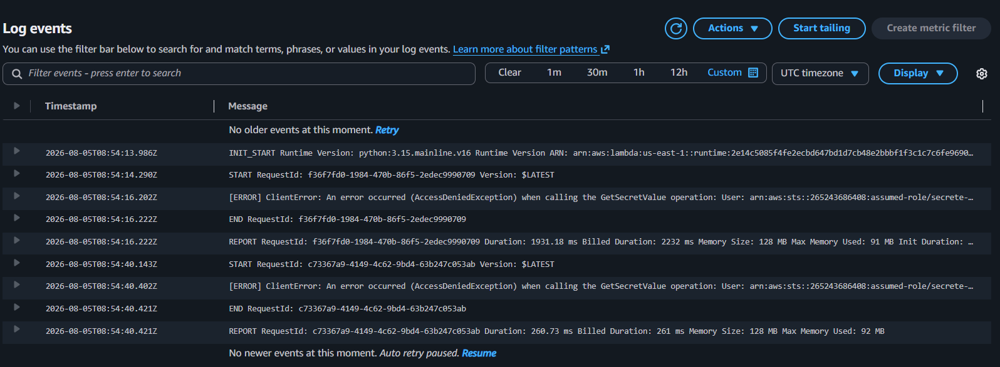 Log events
Actions
Start tailing
Create metric filter
You can use the filter bar below to search for and match terms, phrases, or values in your log events. Learn more about filter patterns
Filter events - press enter to search
Clear 1m 30m 1h 12h Custom
UTC timezone
Display
Timestamp Message
No older events at this moment. Retry
2026-08-05T08:54:13.986Z INIT_START Runtime Version: python:3.15.mainline.v16 Runtime Version ARN: arn:aws:lambda:us-east-1::runtime:2e14c5085f4fe2ecbd647bd1d7cb48e2bbbf1f3c1c7c6fe9690…
2026-08-05T08:54:14.290Z START RequestId: f36f7fd0-1984-470b-86f5-2edec9990709 Version: $LATEST
2026-08-05T08:54:16.202Z [ERROR] ClientError: An error occurred (AccessDeniedException) when calling the GetSecretValue operation: User: arn:aws:sts::265243686408:assumed-role/secrete-…
2026-08-05T08:54:16.222Z END RequestId: f36f7fd0-1984-470b-86f5-2edec9990709
2026-08-05T08:54:16.222Z REPORT RequestId: f36f7fd0-1984-470b-86f5-2edec9990709 Duration: 1931.18 ms Billed Duration: 2232 ms Memory Size: 128 MB Max Memory Used: 91 MB Init Duration: …
2026-08-05T08:54:40.143Z START RequestId: c73367a9-4149-4c62-9bd4-63b247c053ab Version: $LATEST
2026-08-05T08:54:40.402Z [ERROR] ClientError: An error occurred (AccessDeniedException) when calling the GetSecretValue operation: User: arn:aws:sts::265243686408:assumed-role/secrete-…
2026-08-05T08:54:40.421Z END RequestId: c73367a9-4149-4c62-9bd4-63b247c053ab
2026-08-05T08:54:40.421Z REPORT RequestId: c73367a9-4149-4c62-9bd4-63b247c053ab Duration: 260.73 ms Billed Duration: 261 ms Memory Size: 128 MB Max Memory Used: 92 MB
No newer events at this moment. Auto retry paused. Resume